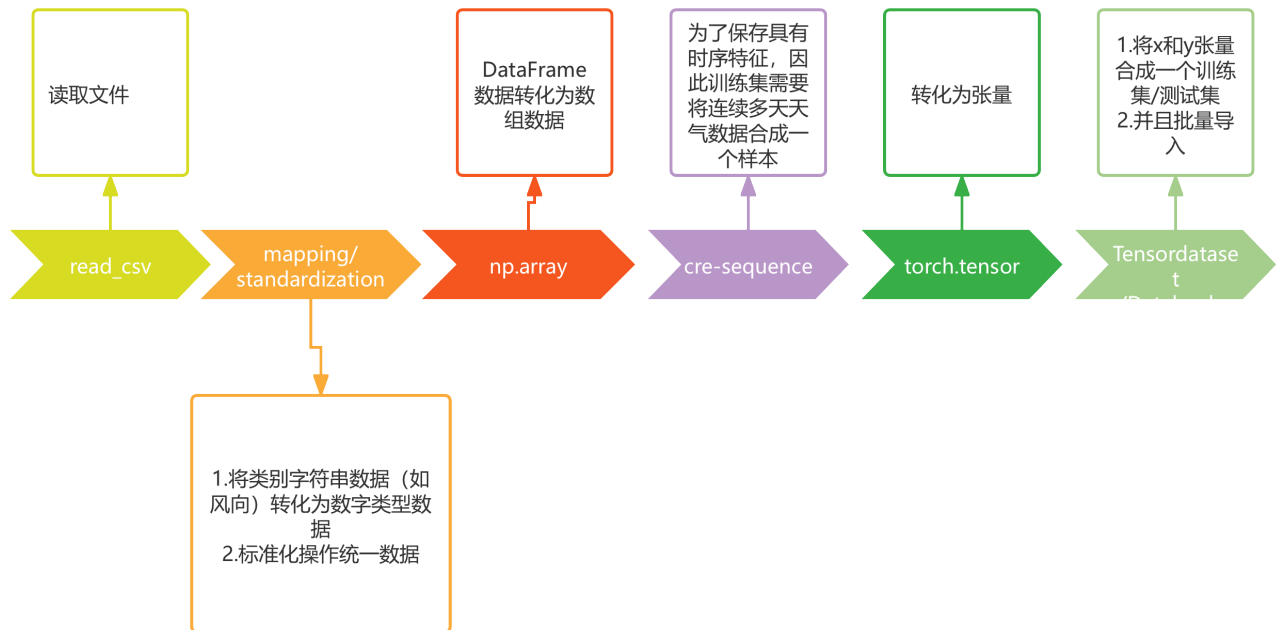 读取文件
DataFrame
数据转化为数
组数据
为了保存具有
时序特征，因
此训练集需要
将连续多天天
气数据合成一
个样本
转化为张量
1.将x和y张量
合成一个训练
集/测试集
2.并且批量导
入
read_csv
mapping/
standardization
np.array
cre-sequence
torch.tensor
Tensordatase
t
1.将类别字符串数据（如
风向）转化为数字类型数
据
2.标准化操作统一数据